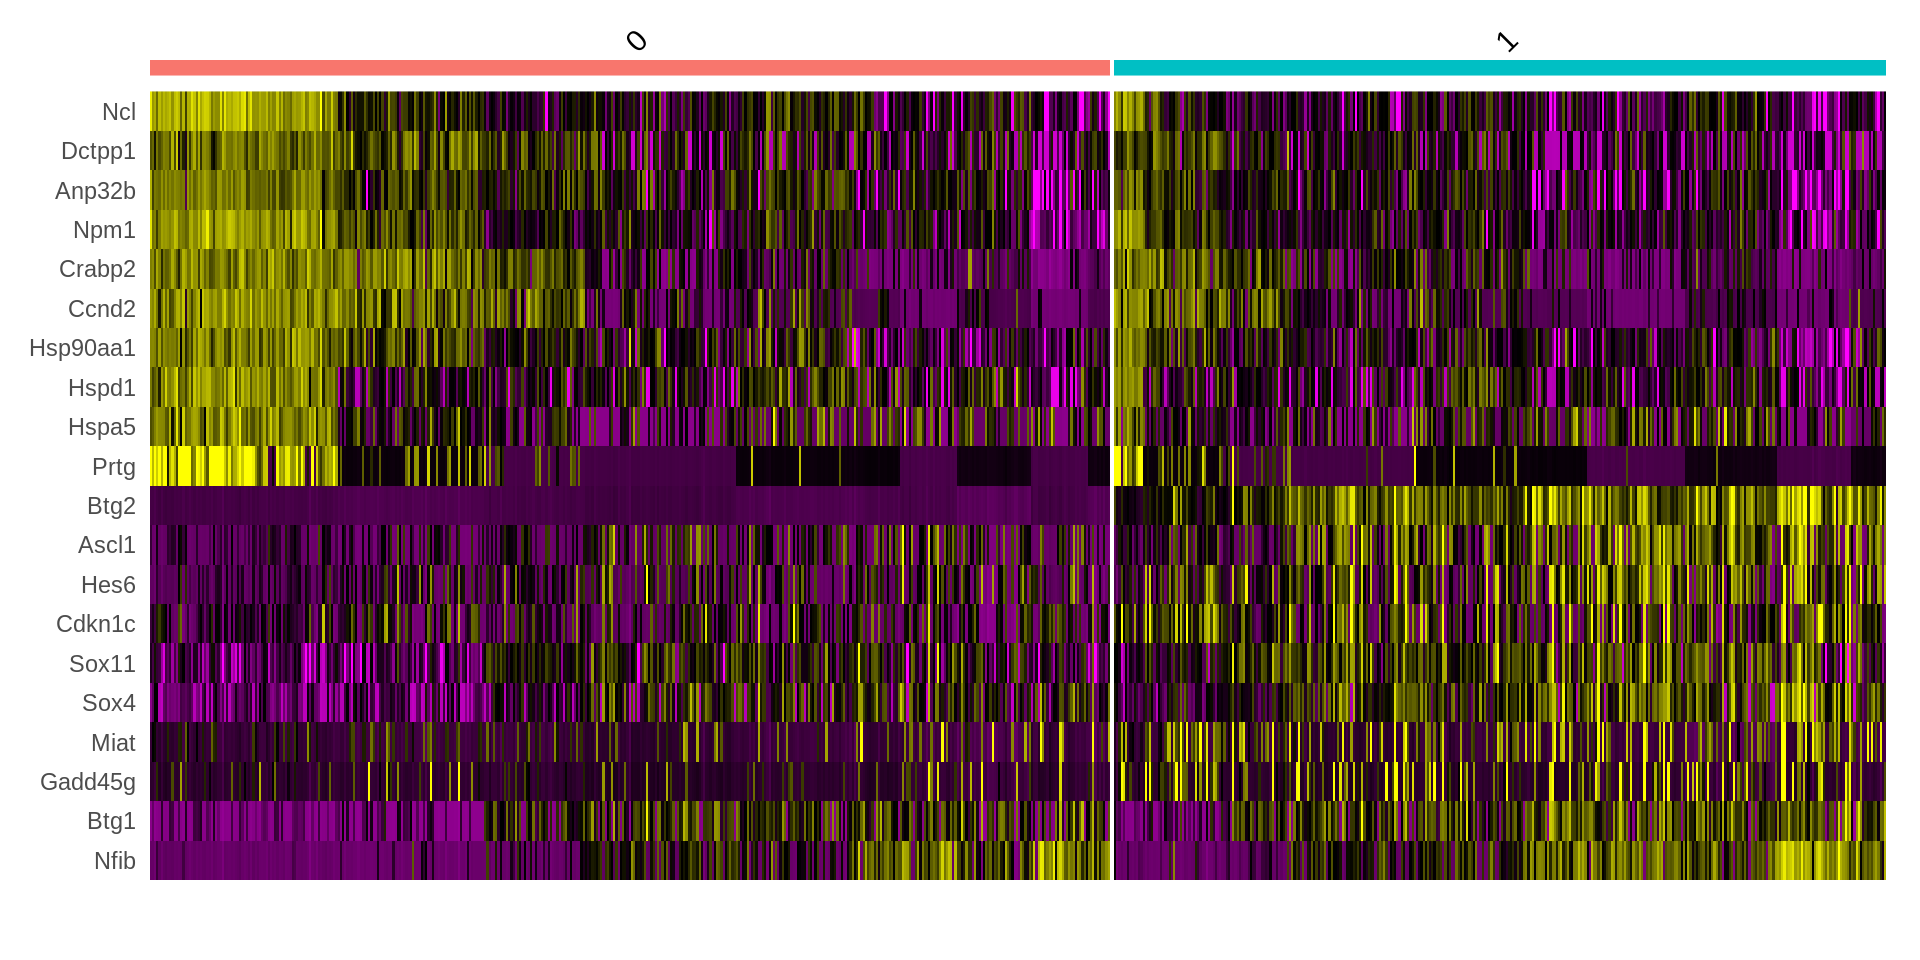 0
1
Ncl
Dctpp1
Anp32b
Npm1
Crabp2
Ccnd2
Hsp90aa1
Hspd1
Hspa5
Prtg
Btg2
Ascl1
Hes6
Cdkn1c
Sox11
Sox4
Miat
Gadd45g
Btg1
Nfib